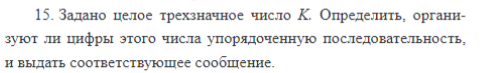 15. Задано целое трехзначное число K. Определить, органи-
зуют ли цифры этого числа упорядоченную последовательность,
и выдать соответствующее сообщение.